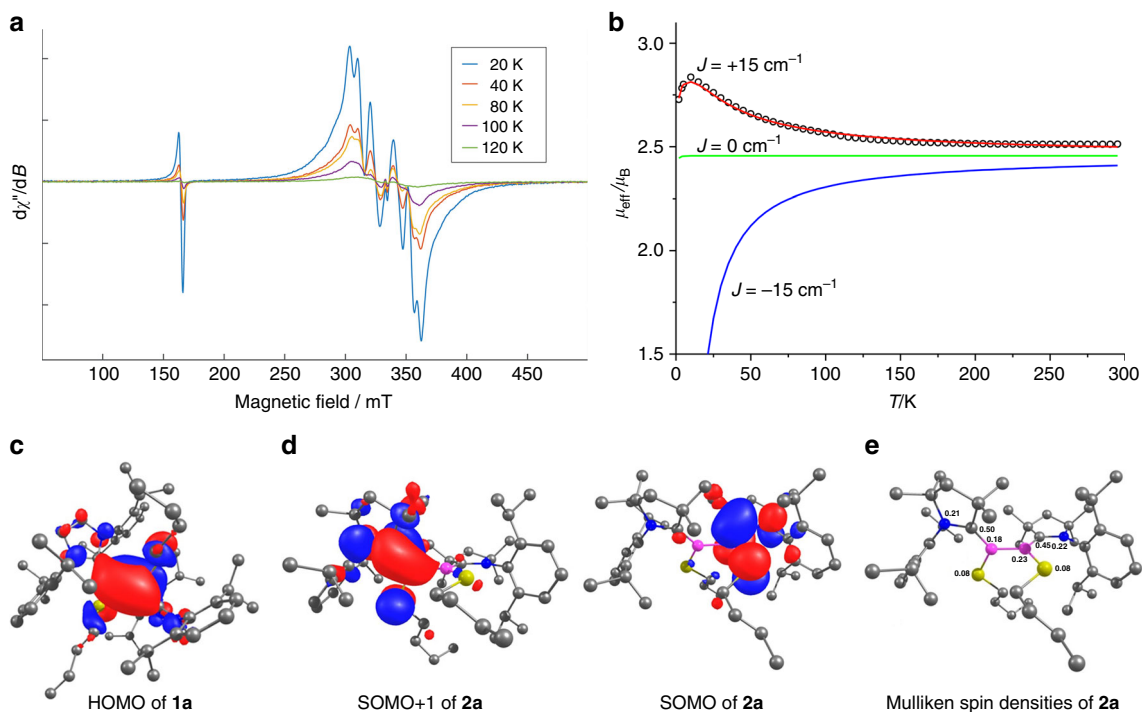 a
20 K
40 K
80 K
100 K
120 K
dχ″/dB
100 150 200 250 300 350 400 450
Magnetic field / mT
b
3.0
2.5
2.0
1.5
μeff/μB
J = +15 cm−1
J = 0 cm−1
J = −15 cm−1
0 50 100 150 200 250 300
T/K
c
HOMO of 1a
d
SOMO+1 of 2a
SOMO of 2a
e
0.21
0.50
0.18
0.45
0.22
0.23
0.08
0.08
Mulliken spin densities of 2a